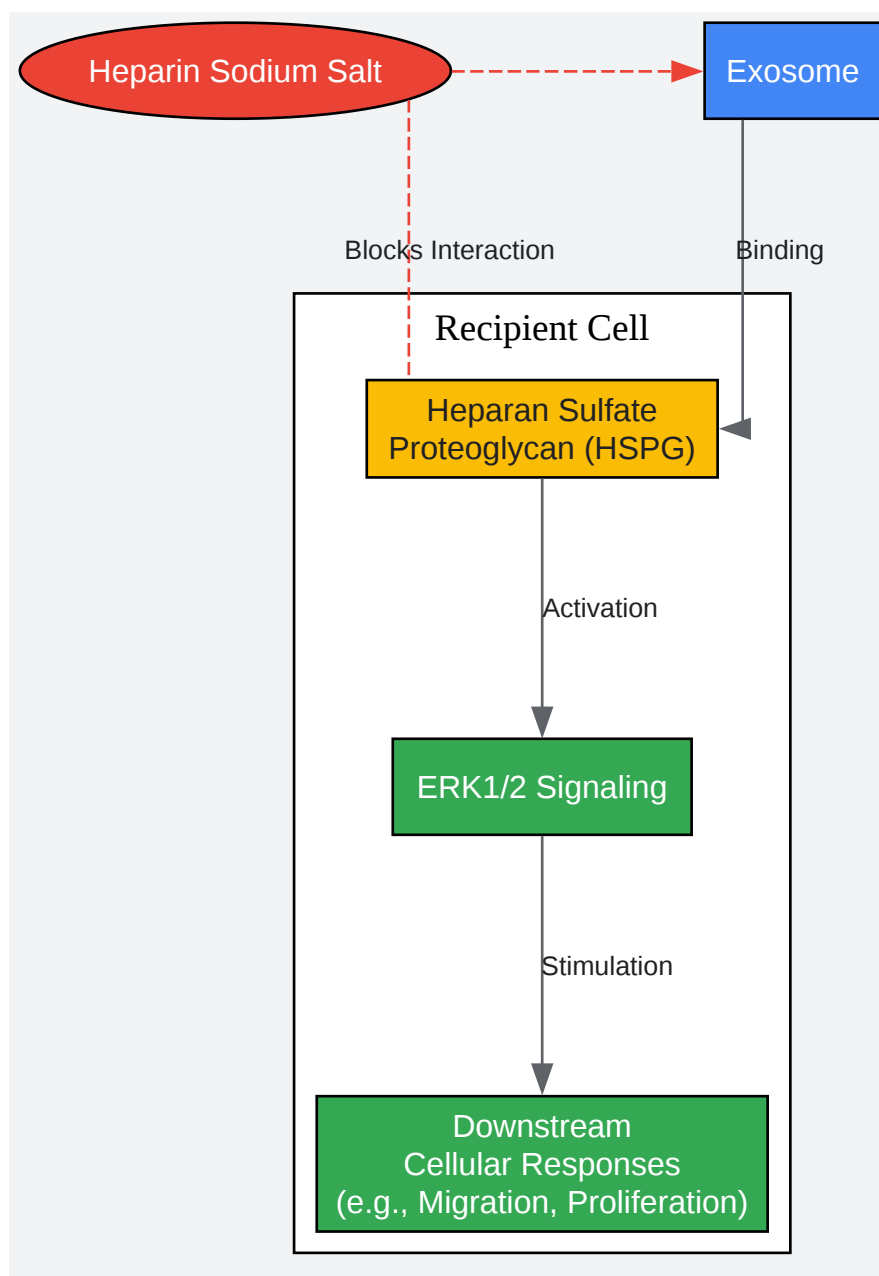 Heparin Sodium Salt
Exosome
Blocks Interaction
Binding
Recipient Cell
Heparan Sulfate
Proteoglycan (HSPG)
Activation
ERK1/2 Signaling
Stimulation
Downstream
Cellular Responses
(e.g., Migration, Proliferation)